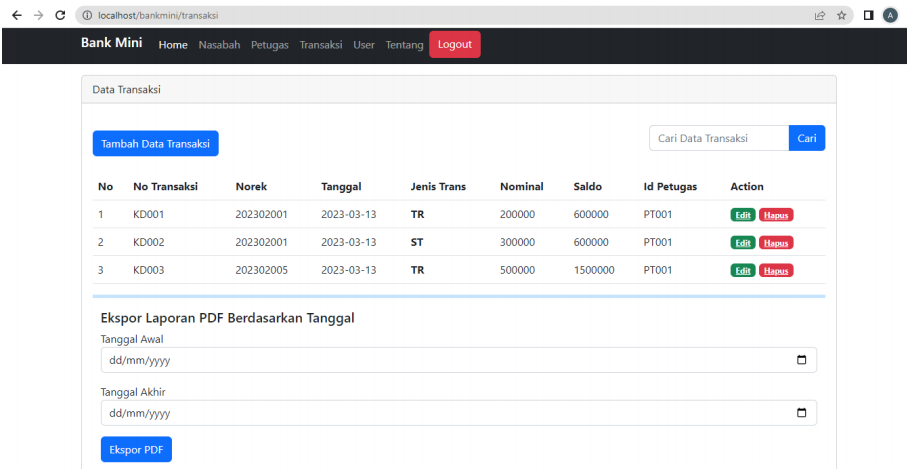 localhost/bankmini/transaksi
A
Bank Mini Home Nasabah Petugas Transaksi User Tentang Logout
Data Transaksi
Tambah Data Transaksi Cari Data Transaksi Cari
No No Transaksi Norek Tanggal Jenis Trans Nominal Saldo Id Petugas Action
1 KD001 202302001 2023-03-13 TR 200000 600000 PT001 Edit Hapus
2 KD002 202302001 2023-03-13 ST 300000 600000 PT001 Edit Hapus
3 KD003 202302005 2023-03-13 TR 500000 1500000 PT001 Edit Hapus
Ekspor Laporan PDF Berdasarkan Tanggal
Tanggal Awal
dd/mm/yyyy
Tanggal Akhir
dd/mm/yyyy
Ekspor PDF